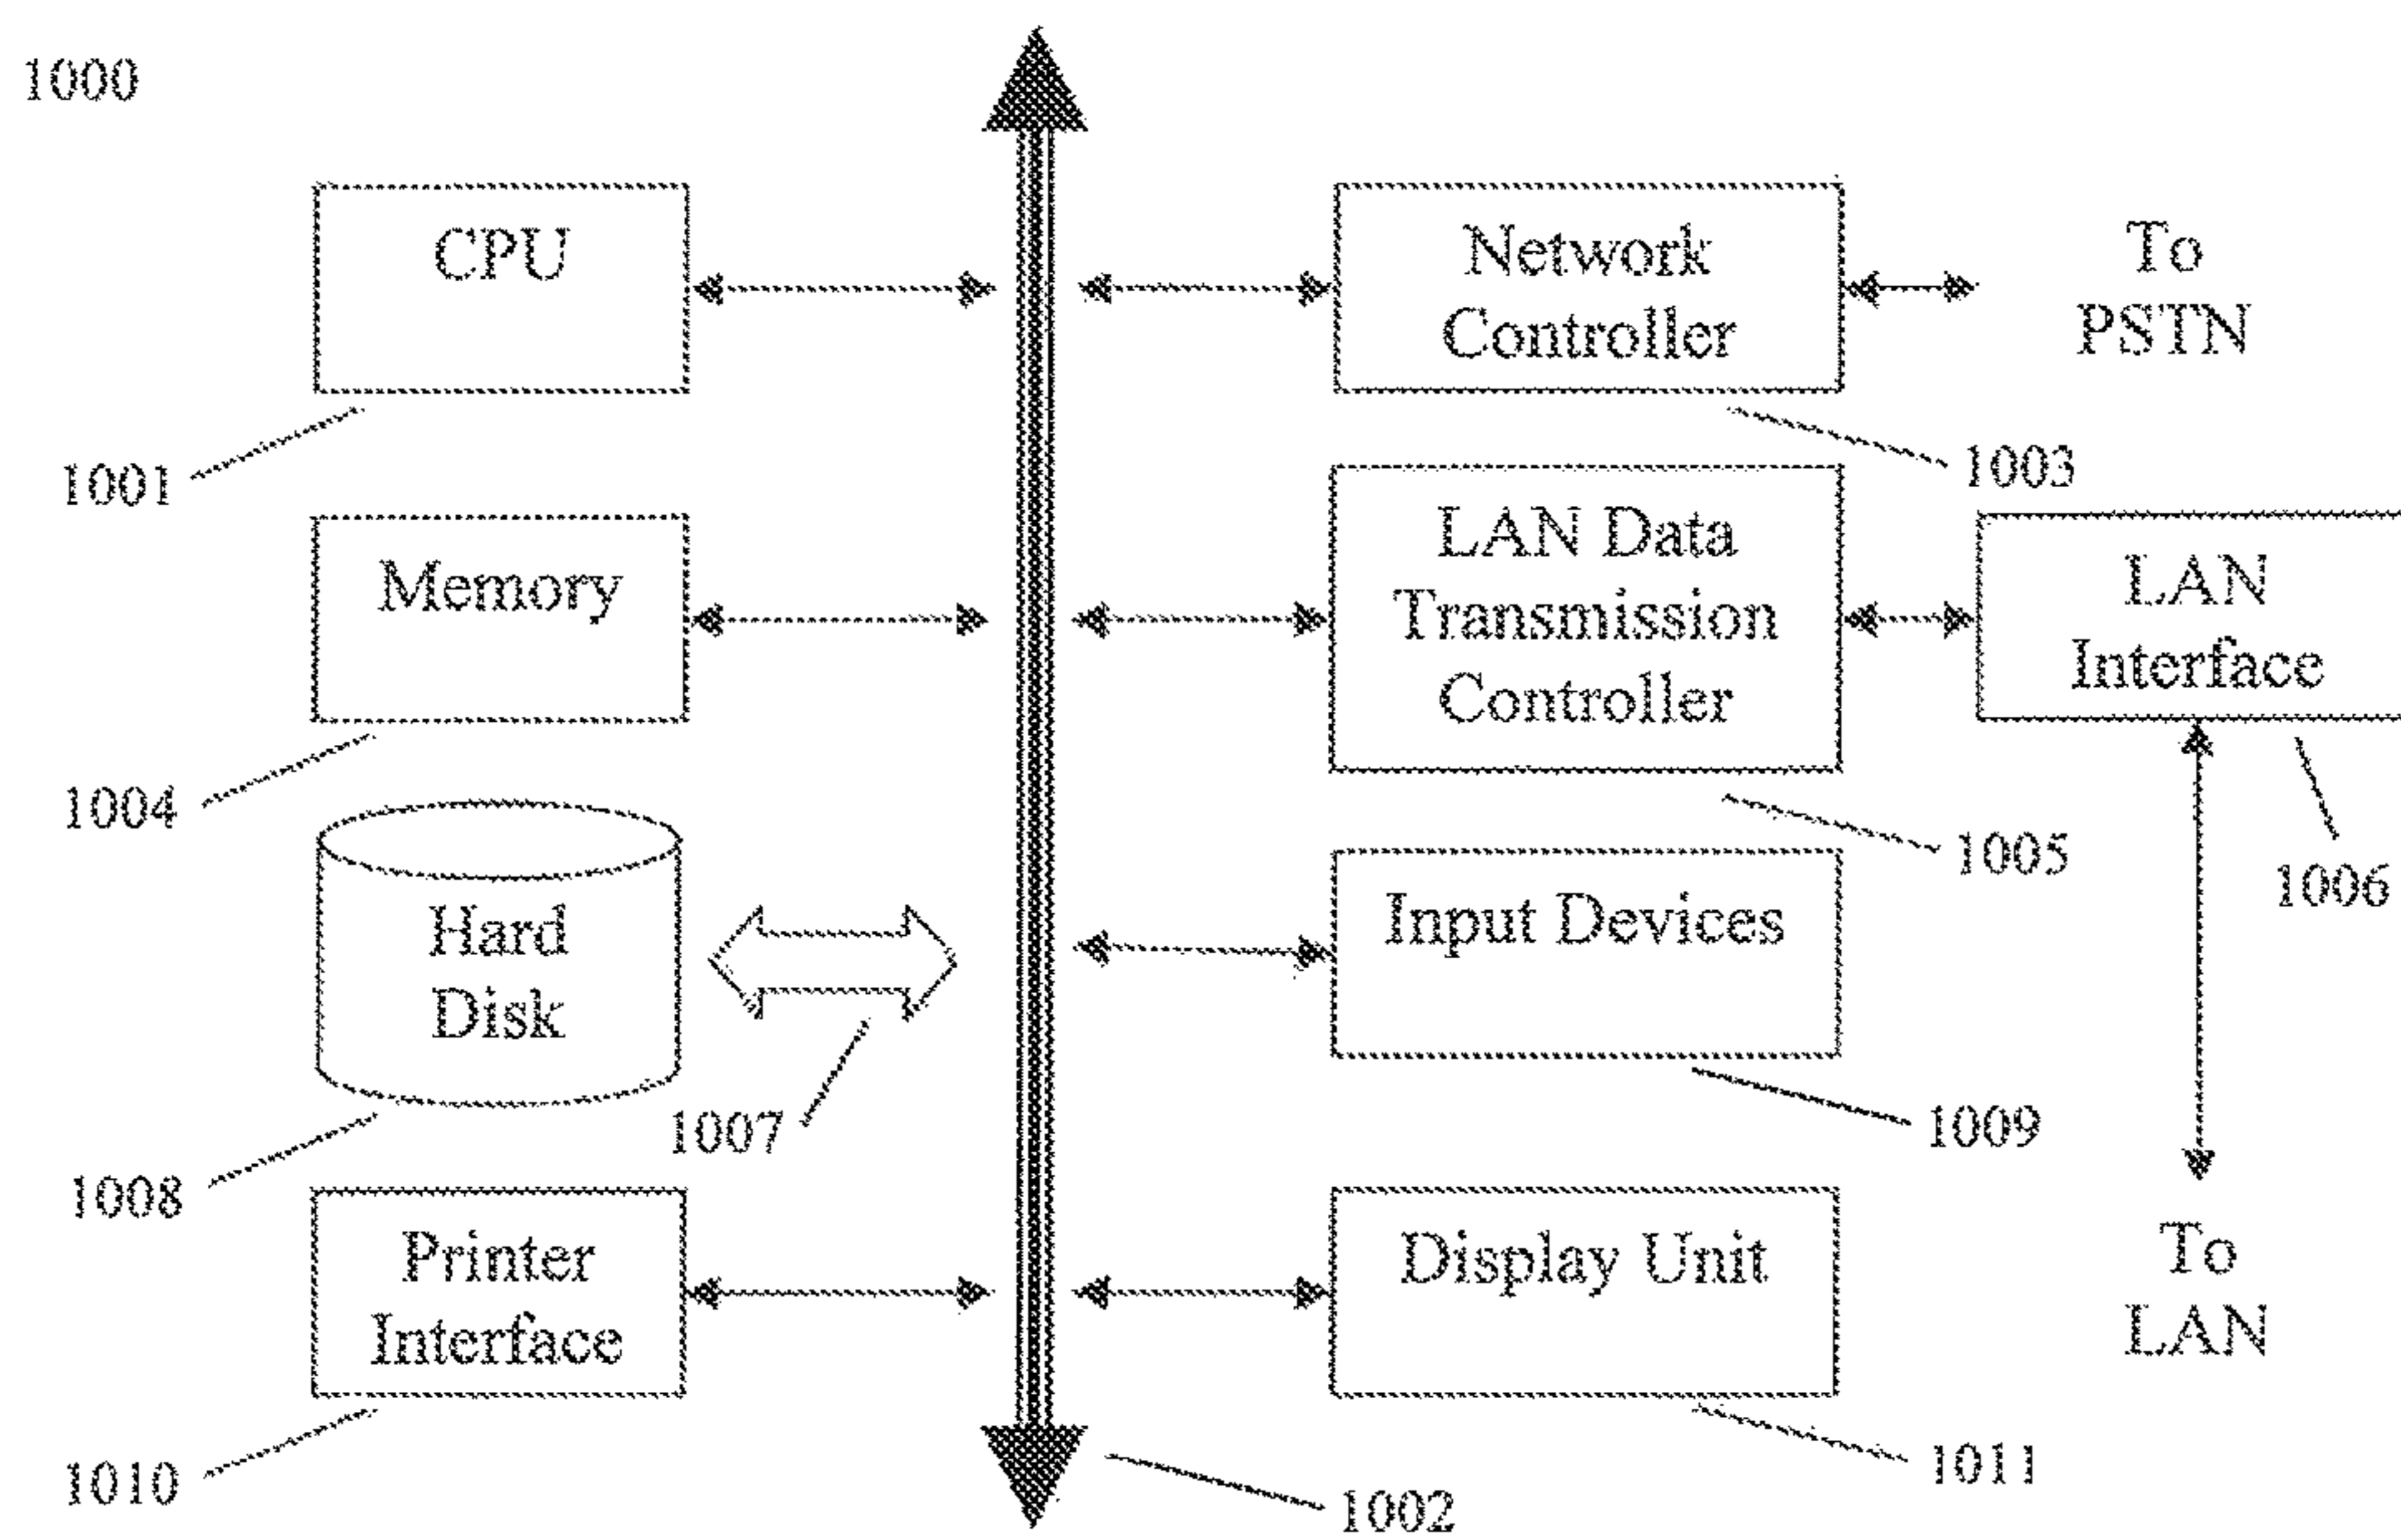 1000
CPU
Network
Controller
To
PSTN
1001
1003
Memory
LAN Data
Transmission
Controller
LAN
Interface
1004
1005
1006
Hard
Disk
1007
Input Devices
1008
1009
Printer
Interface
Display Unit
To
LAN
1010
1011
1002